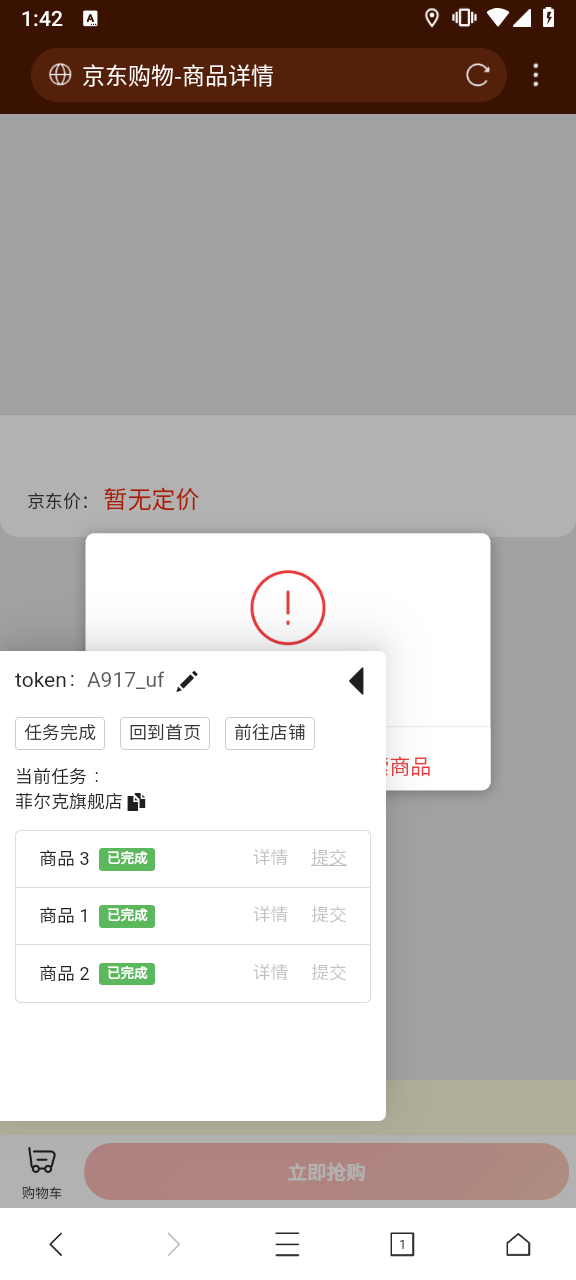 1:42
京东购物-商品详情
京东价： 暂无定价
token： A917_uf
任务完成 回到首页 前往店铺
当前任务：
菲尔克旗舰店
商品 3 已完成 详情 提交
商品 1 已完成 详情 提交
商品 2 已完成 详情 提交
商品
购物车 立即抢购
1